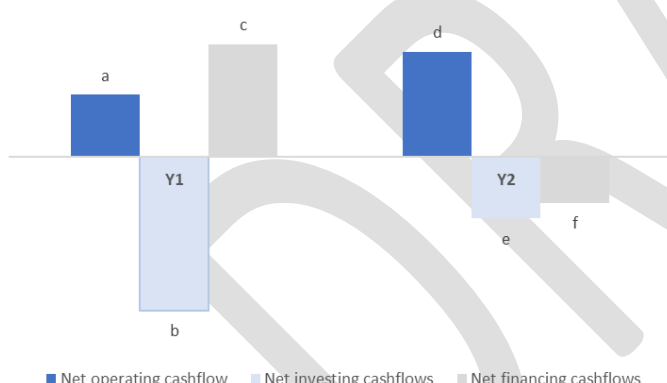 c
d
a
Y1
Y2
f
e
b
Net operating cashflow Net investing cashflows Net financing cashflows